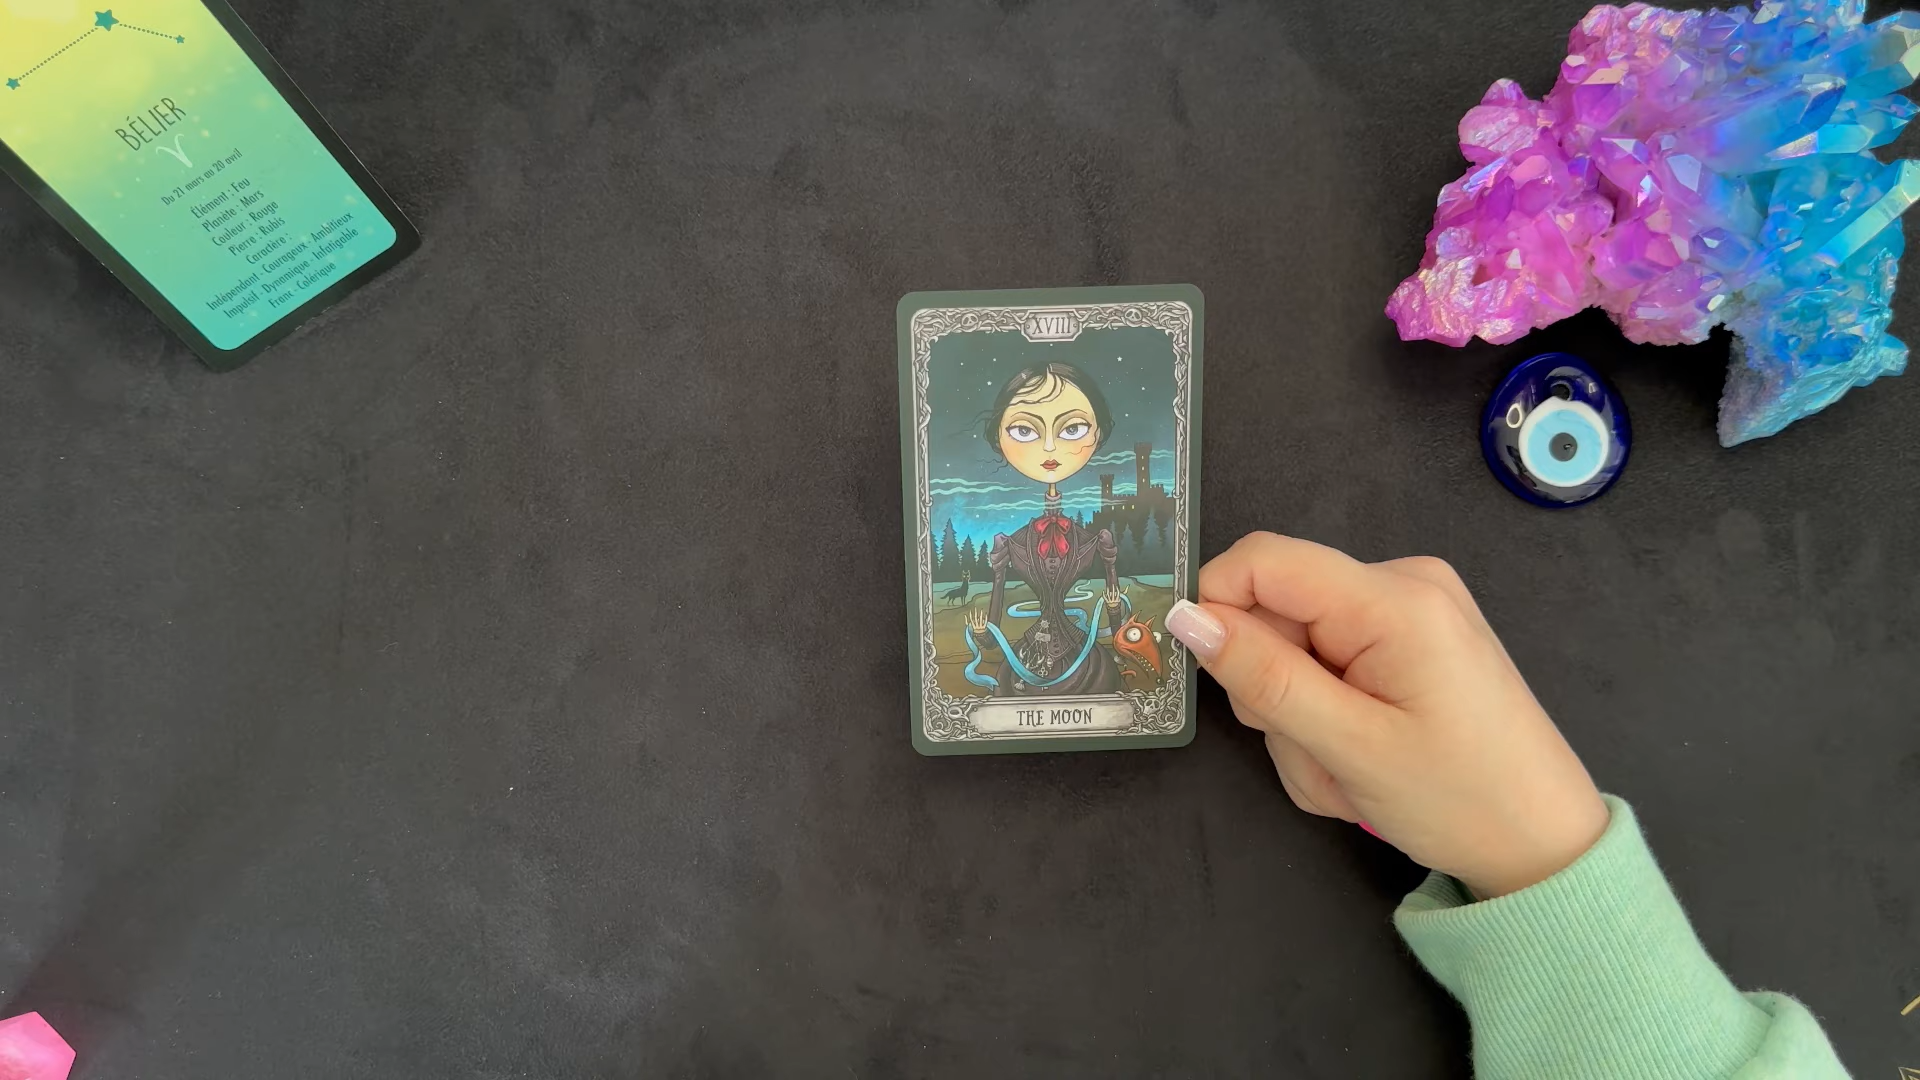 BÉLIER
Du 21 mars au 20 avril
Élément : Feu
Planète : Mars
Couleur : Rouge
Pierre : Rubis
Caractère :
Indépendant - Courageux - Ambitieux
Impulsif - Dynamique - Infatigable
Franc - Colérique
XVIII
THE MOON